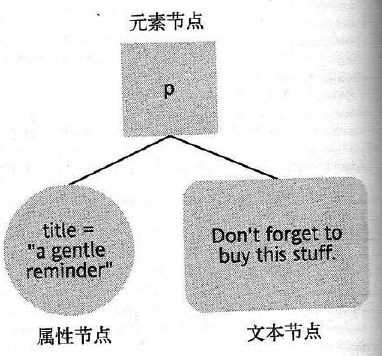 元素节点
p
title =
"a gentle
reminder"
Don't forget to
buy this stuff.
属性节点
文本节点